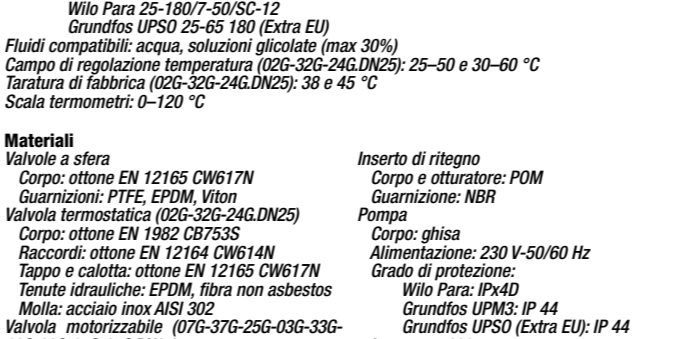 Wilo Para 25-180/7-50/SC-12
Grundfos UPSO 25-65 180 (Extra EU)
Fluidi compatibili: acqua, soluzioni glicolate (max 30%)
Campo di regolazione temperatura (02G-32G-24G.DN25): 25–50 e 30–60 °C
Taratura di fabbrica (02G-32G-24G.DN25): 38 e 45 °C
Scala termometri: 0–120 °C
Materiali
Valvole a sfera
Corpo: ottone EN 12165 CW617N
Guarnizioni: PTFE, EPDM, Viton
Valvola termostatica (02G-32G-24G.DN25)
Corpo: ottone EN 1982 CB753S
Raccordi: ottone EN 12164 CW614N
Tappo e calotta: ottone EN 12165 CW617N
Tenute idrauliche: EPDM, fibra non asbestos
Molla: acciaio inox AISI 302
Valvola motorizzabile (07G-37G-25G-03G-33G-
Inserto di ritegno
Corpo e otturatore: POM
Guarnizione: NBR
Pompa
Corpo: ghisa
Alimentazione: 230 V-50/60 Hz
Grado di protezione:
Wilo Para: IPx4D
Grundfos UPM3: IP 44
Grundfos UPSO (Extra EU): IP 44